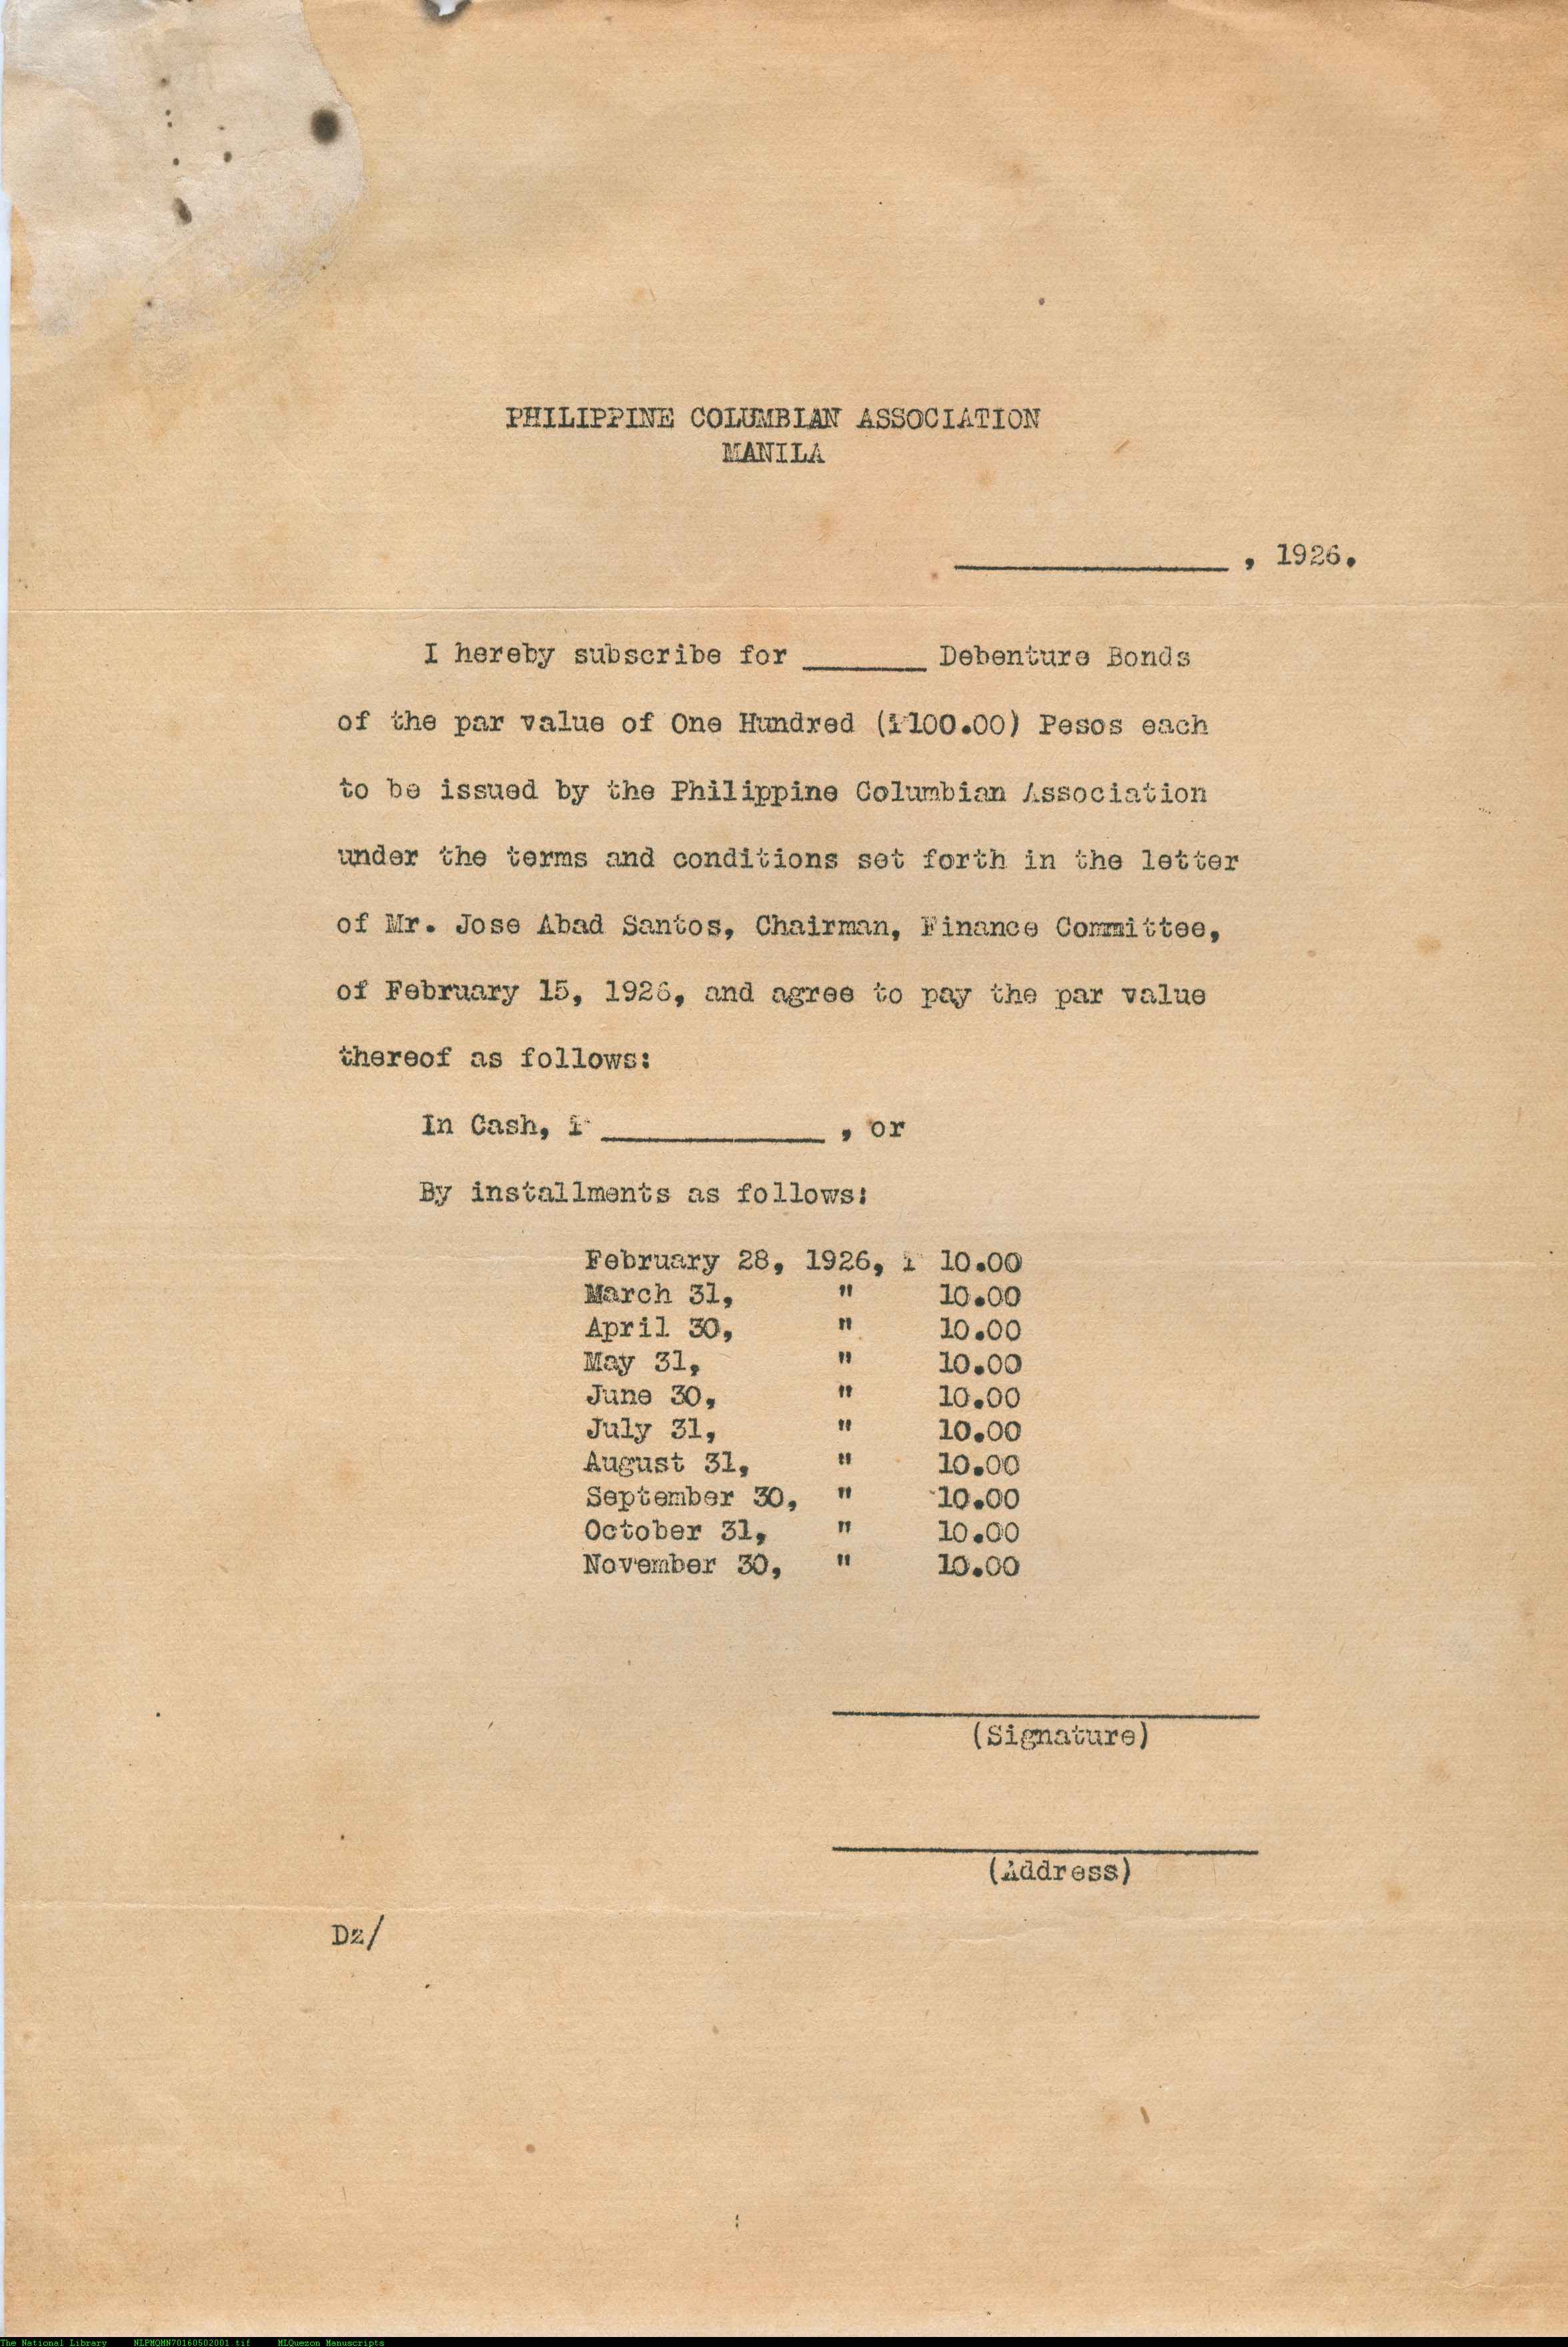 PHILIPPINE COLUMBIAN ASSOCIATION
MANILA
____________, 1926.
I hereby subscribe for ______ Debenture Bonds
of the par value of One Hundred (₱100.00) Pesos each
to be issued by the Philippine Columbian Association
under the terms and conditions set forth in the letter
of Mr. Jose Abad Santos, Chairman, Finance Committee,
of February 15, 1926, and agree to pay the par value
thereof as follows:
In Cash, ₱ __________, or
By installments as follows:
February 28, 1926, ₱ 10.00
March 31, " 10.00
April 30, " 10.00
May 31, " 10.00
June 30, " 10.00
July 31, " 10.00
August 31, " 10.00
September 30, " 10.00
October 31, " 10.00
November 30, " 10.00
(Signature)
(Address)
Dz/
The National Library NLPMQMN70160502001.tif MLQuezon Manuscripts